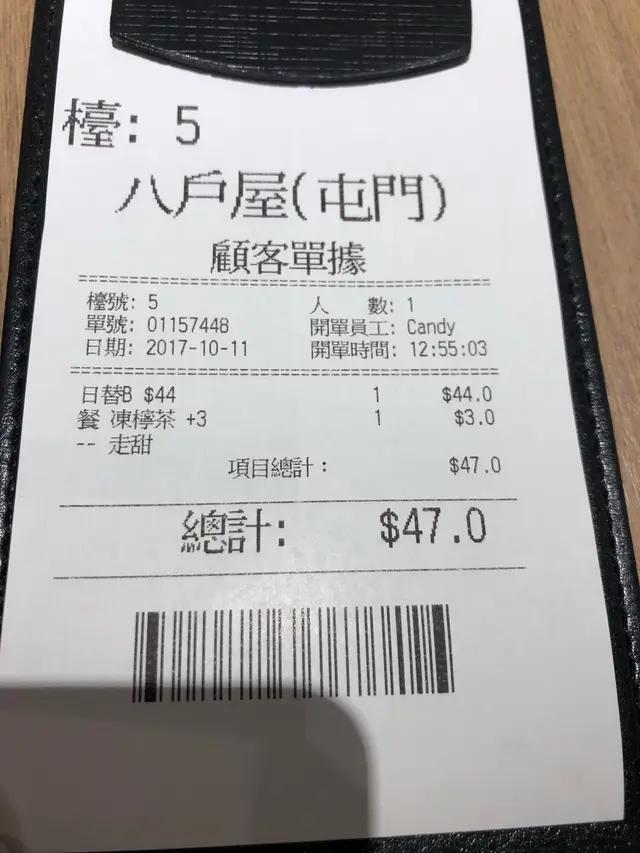 檯: 5
八戶屋(屯門)
顧客單據
檯號: 5 人 數: 1
單號: 01157448 開單員工: Candy
日期: 2017-10-11 開單時間: 12:55:03
日替B $44 1 $44.0
餐 凍檸茶 +3 1 $3.0
-- 走甜
項目總計: $47.0
總計: $47.0